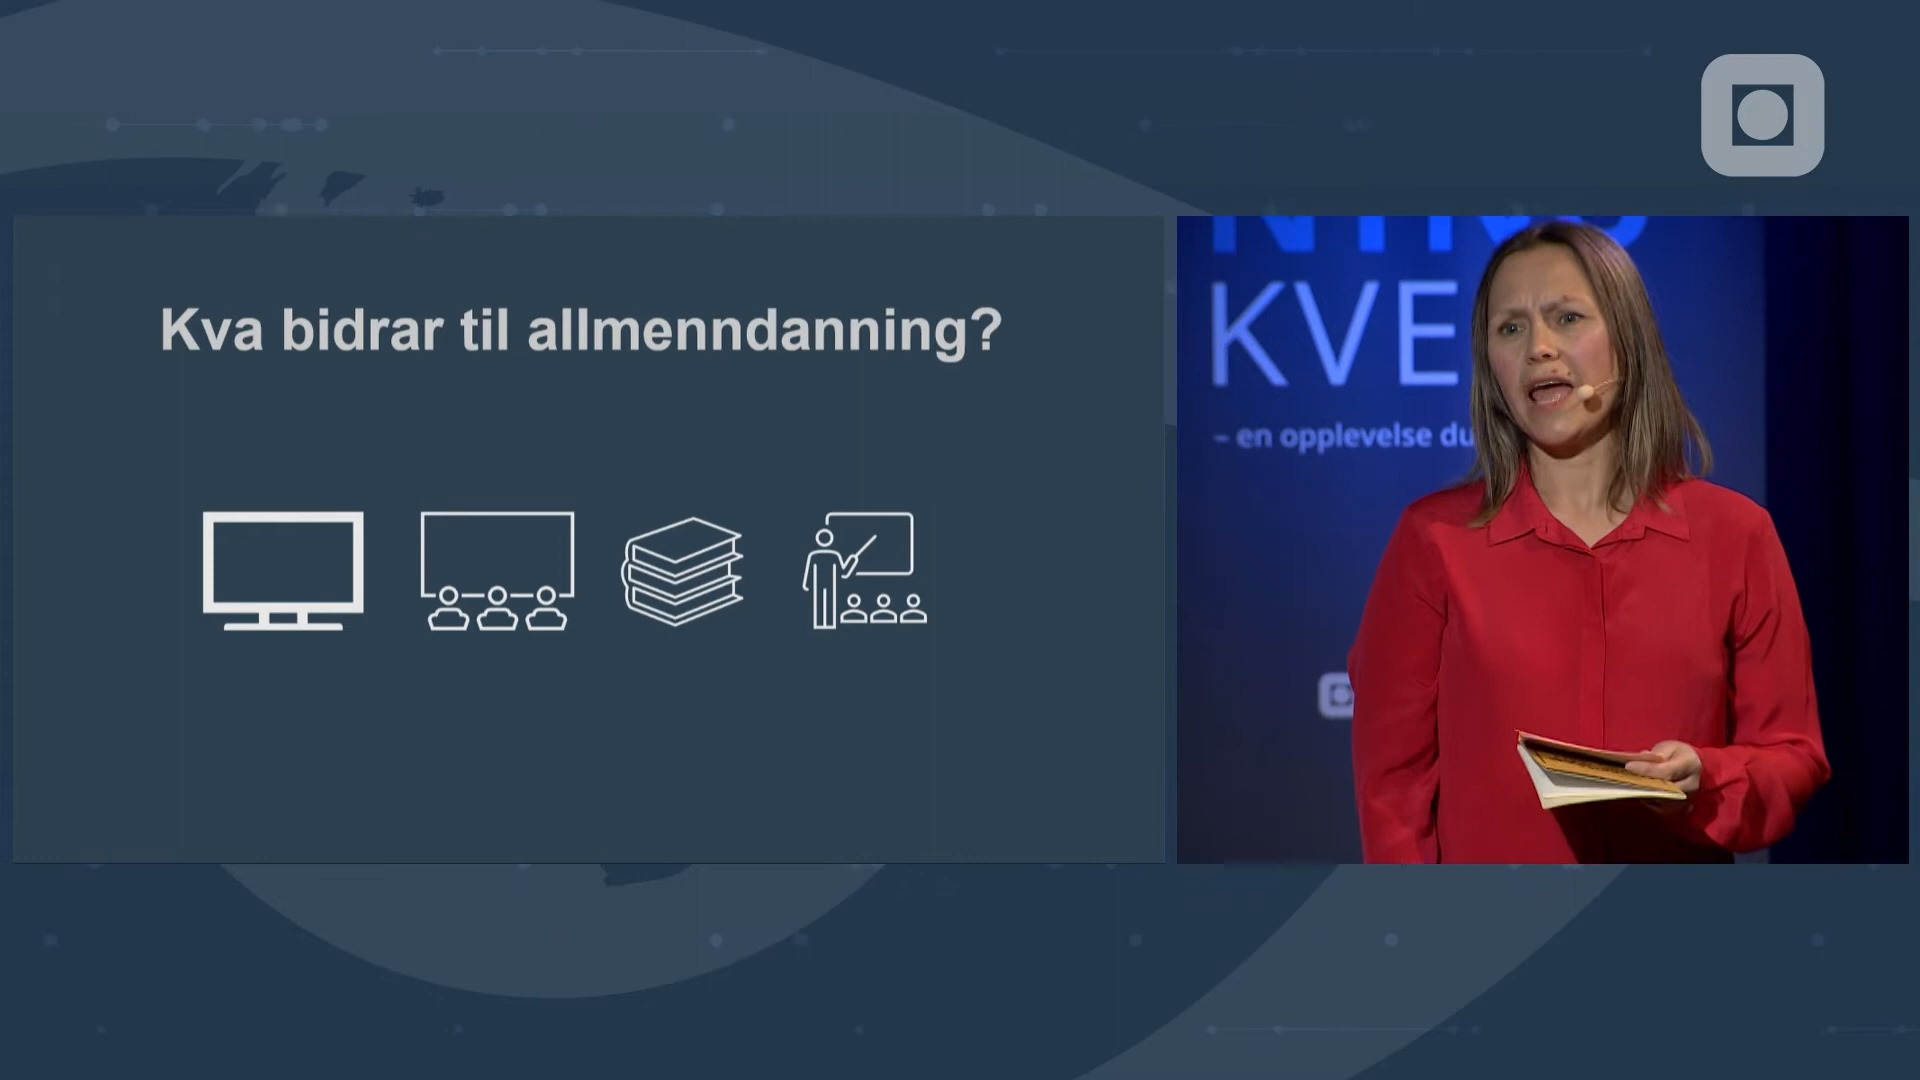 Kva bidrar til allmenndanning?
KVE
– en opplevelse du